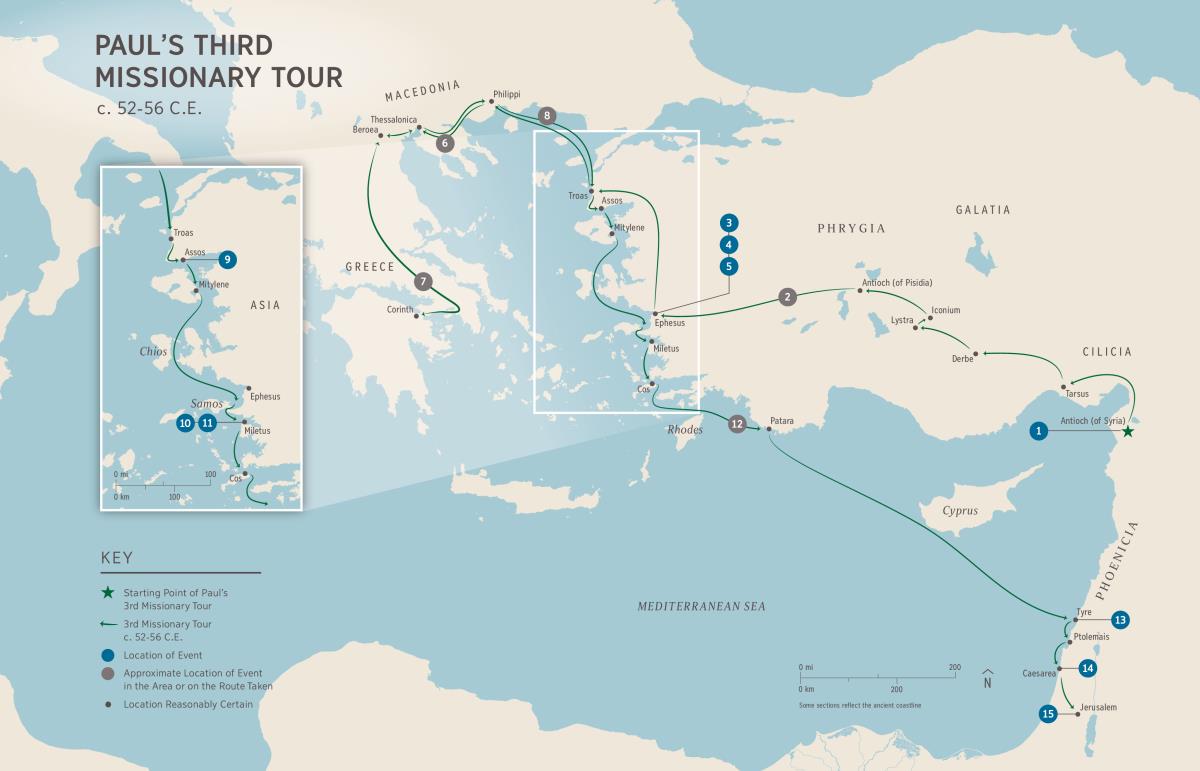 PAUL'S THIRD
MISSIONARY TOUR
c. 52-56 C.E.
MACEDONIA
Philippi
Thessalonica
Beroea
8
6
Troas
Assos
Mitylene
3
4
5
PHRYGIA
GALATIA
GREECE
7
Corinth
2
Antioch (of Pisidia)
Iconium
Lystra
Derbe
CILICIA
Tarsus
Ephesus
Miletus
Cos
Rhodes
12
Patara
1
Antioch (of Syria)
Cyprus
PHOENICIA
MEDITERRANEAN SEA
Tyre
13
Ptolemais
Caesarea
14
15
Jerusalem
Troas
Assos
9
Mitylene
ASIA
Chios
Ephesus
Samos
10
11
Miletus
Cos
0 mi
100
0 km
100
KEY
Starting Point of Paul's
3rd Missionary Tour
3rd Missionary Tour
c. 52-56 C.E.
Location of Event
Approximate Location of Event
in the Area or on the Route Taken
Location Reasonably Certain
0 mi
200
0 km
200
N
Some sections reflect the ancient coastline